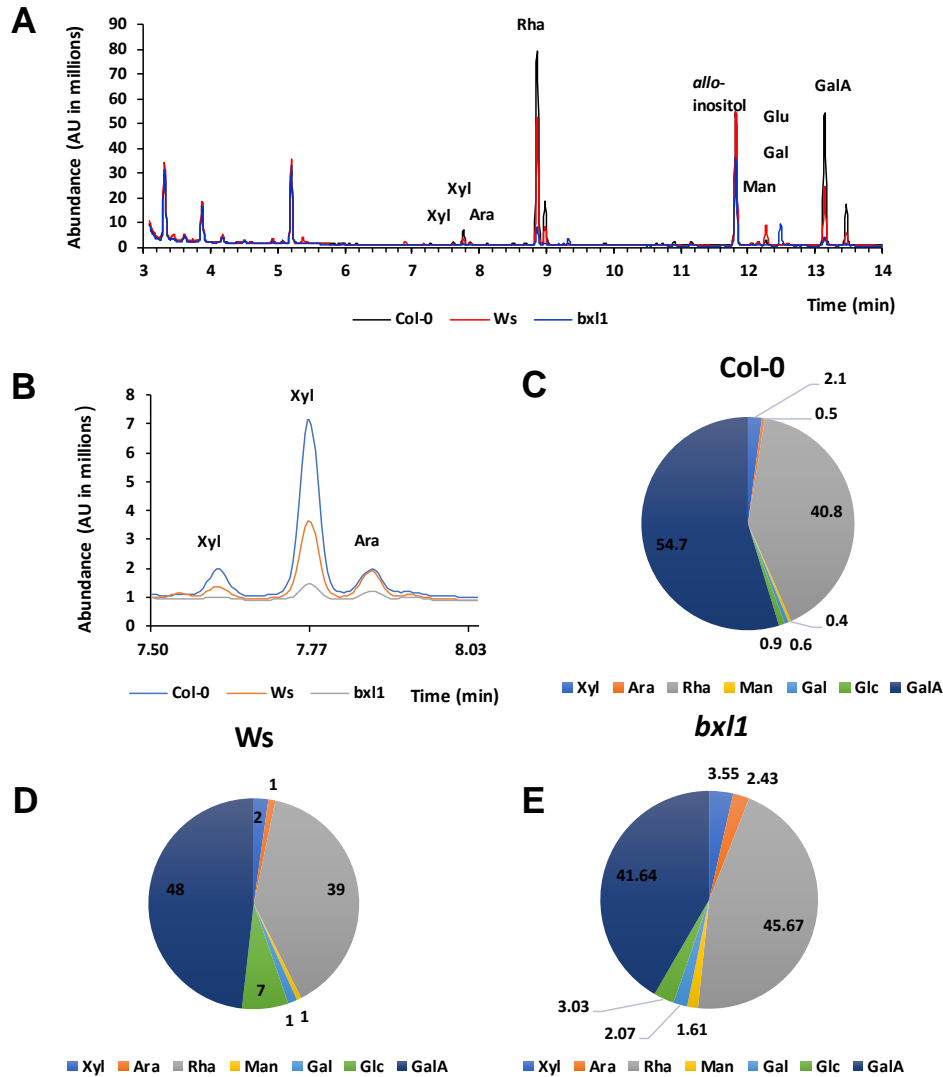 A
Abundance (AU in millions)
90
80
70
60
50
40
30
20
10
0
Rha
Xyl
Xyl Ara
allo-
inositol
Glu
Gal
Man
GalA
3 4 5 6 7 8 9 10 11 12 13 14
Time (min)
Col-0 Ws bxl1
B
Abundance (AU in millions )
8
7
6
5
4
3
2
1
0
Xyl
Xyl
Ara
7.50 7.77 8.03
Col-0 Ws bxl1 Time (min)
C
Col-0
2.1
0.5
40.8
54.7
0.4
0.9 0.6
Xyl Ara Rha Man Gal Glc GalA
D
Ws
1
2
48 39
7
1 1
Xyl Ara Rha Man Gal Glc GalA
E
bxl1
3.55 2.43
41.64
45.67
3.03
2.07 1.61
Xyl Ara Rha Man Gal Glc GalA